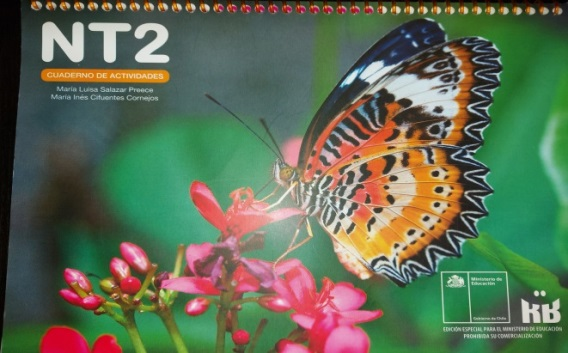 NT2
CUADERNO DE ACTIVIDADES
María Luisa Salazar Preece
María Inés Cifuentes Cornejos
Ministerio de
Educación
Gobierno de Chile
EDICIÓN ESPECIAL PARA EL MINISTERIO DE EDUCACIÓN
PROHIBIDA SU COMERCIALIZACIÓN